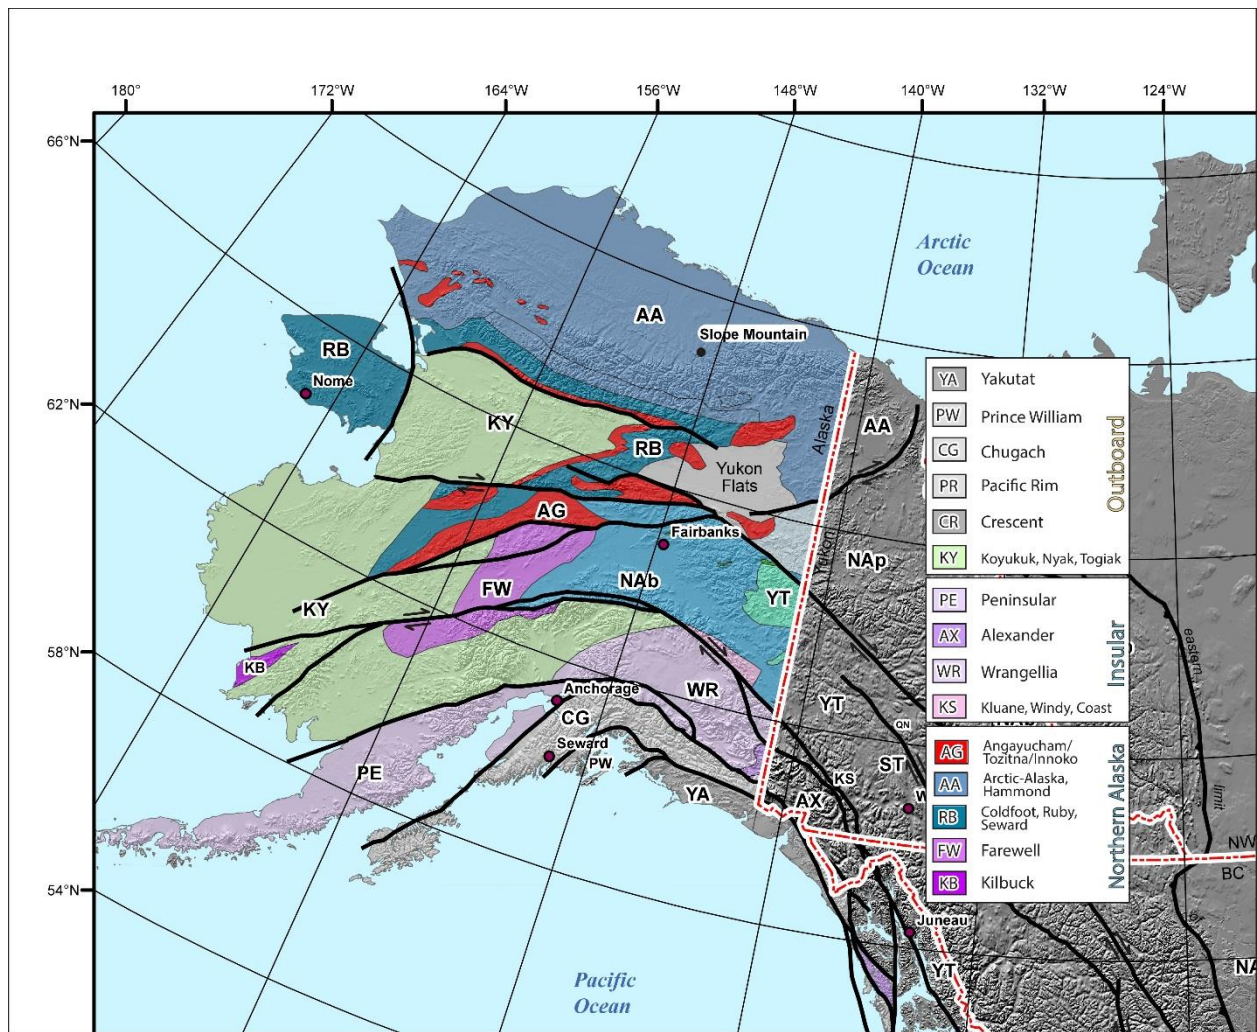 180°
172°W
164°W
156°W
148°W
140°W
132°W
124°W
66°N
62°N
58°N
54°N
Arctic
Ocean
AA
Slope Mountain
RB
Nome
KY
RB
Yukon
Flats
Alaska
Yukon
AA
AG
Fairbanks
FW
NAb
YT
NAp
KY
KB
WR
Anchorage
CG
Seward
PW
PE
YA
YT
QN
ST
KS
AX
W
eastern
limit
NW
BC
Juneau
YT
NA
Pacific
Ocean
YA Yakutat
PW Prince William
CG Chugach
PR Pacific Rim
CR Crescent
KY Koyukuk, Nyak, Togiak
Outboard
PE Peninsular
AX Alexander
WR Wrangellia
KS Kluane, Windy, Coast
Insular
AG Angayucham/
Tozitna/Innoko
AA Arctic-Alaska,
Hammond
RB Coldfoot, Ruby,
Seward
FW Farewell
KB Kilbuck
Northern Alaska